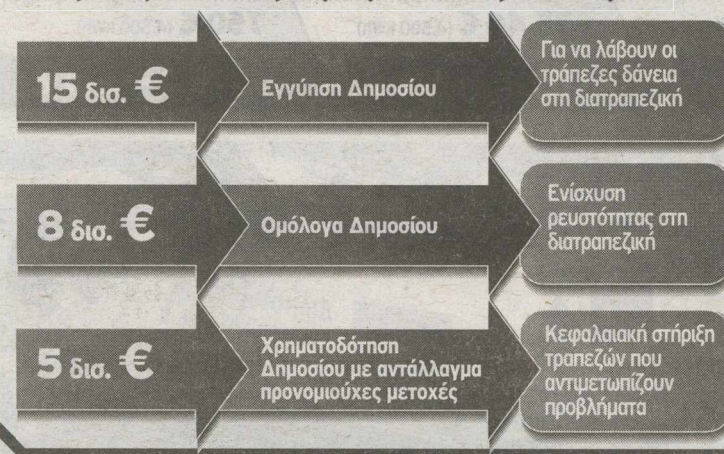 15 δισ. €
Εγγύηση Δημοσίου
Για να λάβουν οι
τράπεζες δάνεια
στη διατραπεζική
8 δισ. €
Ομόλογα Δημοσίου
Ενίσχυση
ρευστότητας στη
διατραπεζική
5 δισ. €
Χρηματοδότηση
Δημοσίου με αντάλλαγμα
προνομιούχες μετοχές
Κεφαλαιακή στήριξη
τραπεζών που
αντιμετωπίζουν
προβλήματα